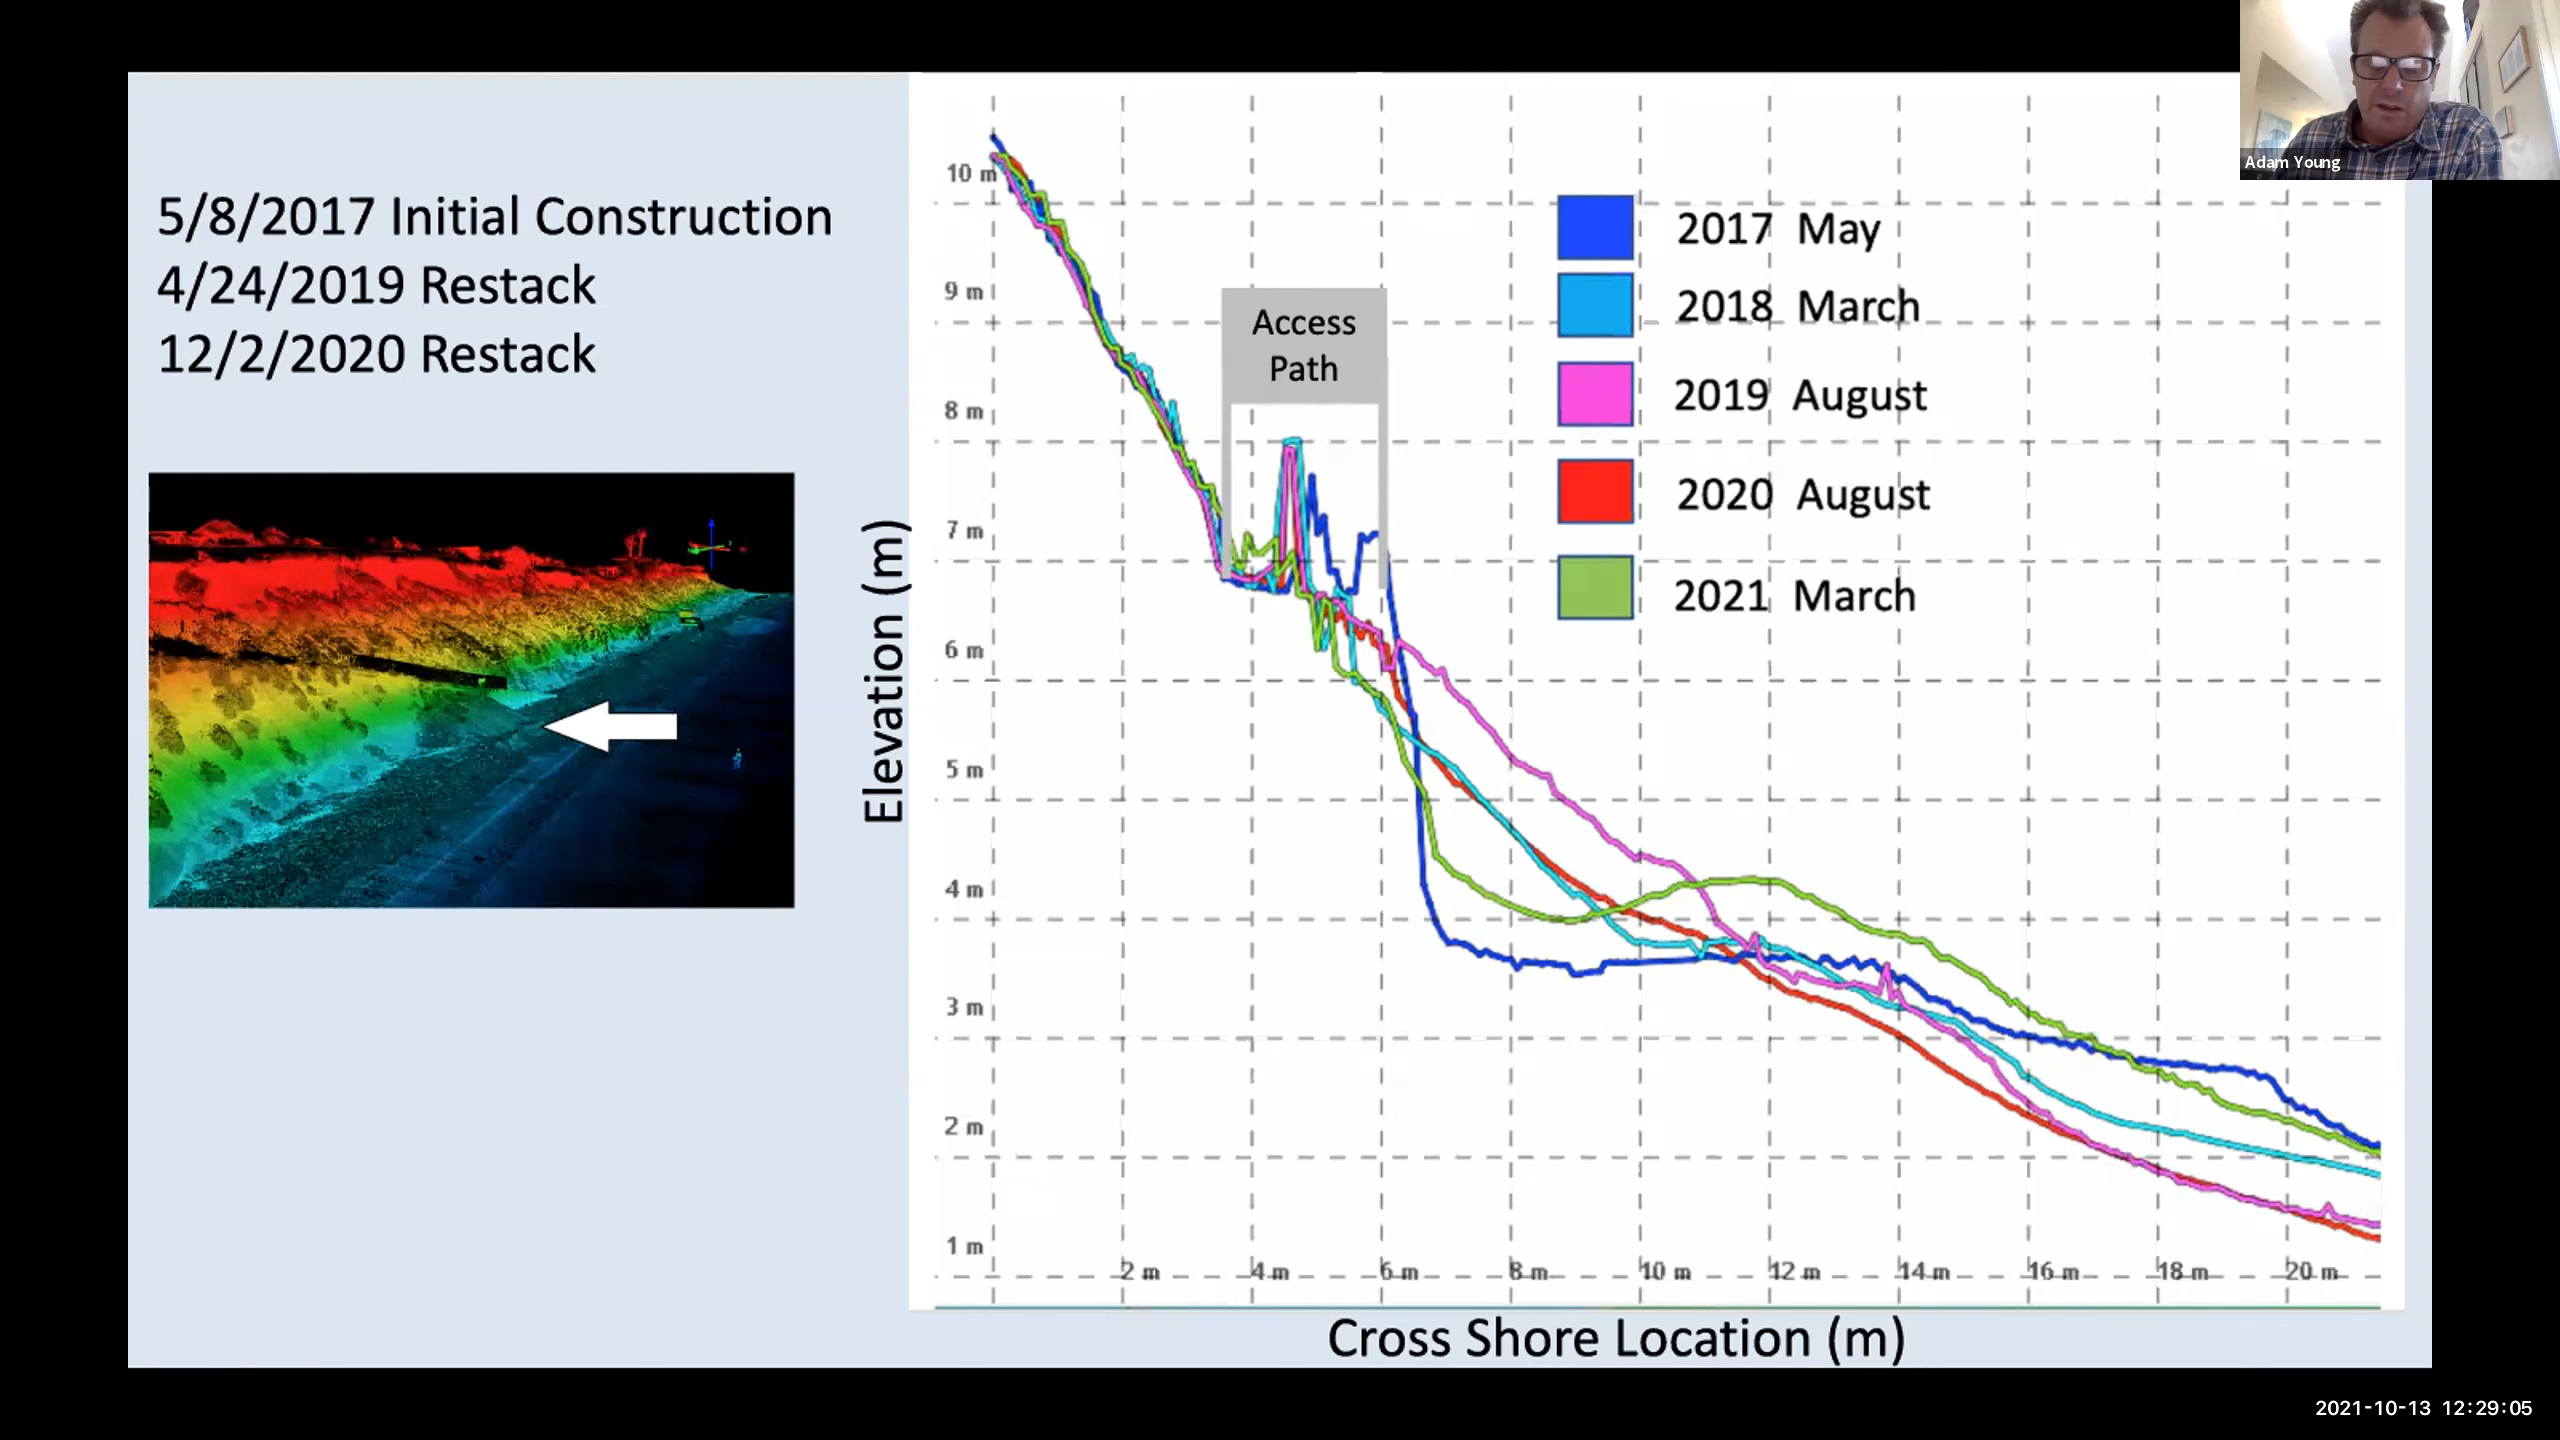 Adam Young
5/8/2017 Initial Construction
4/24/2019 Restack
12/2/2020 Restack
Elevation (m)
10 m
9 m
8 m
7 m
6 m
5 m
4 m
3 m
2 m
1 m
Access
Path
2017 May
2018 March
2019 August
2020 August
2021 March
2 m
4 m
6 m
8 m
10 m
12 m
14 m
16 m
18 m
20 m
Cross Shore Location (m)
2021-10-13 12:29:05